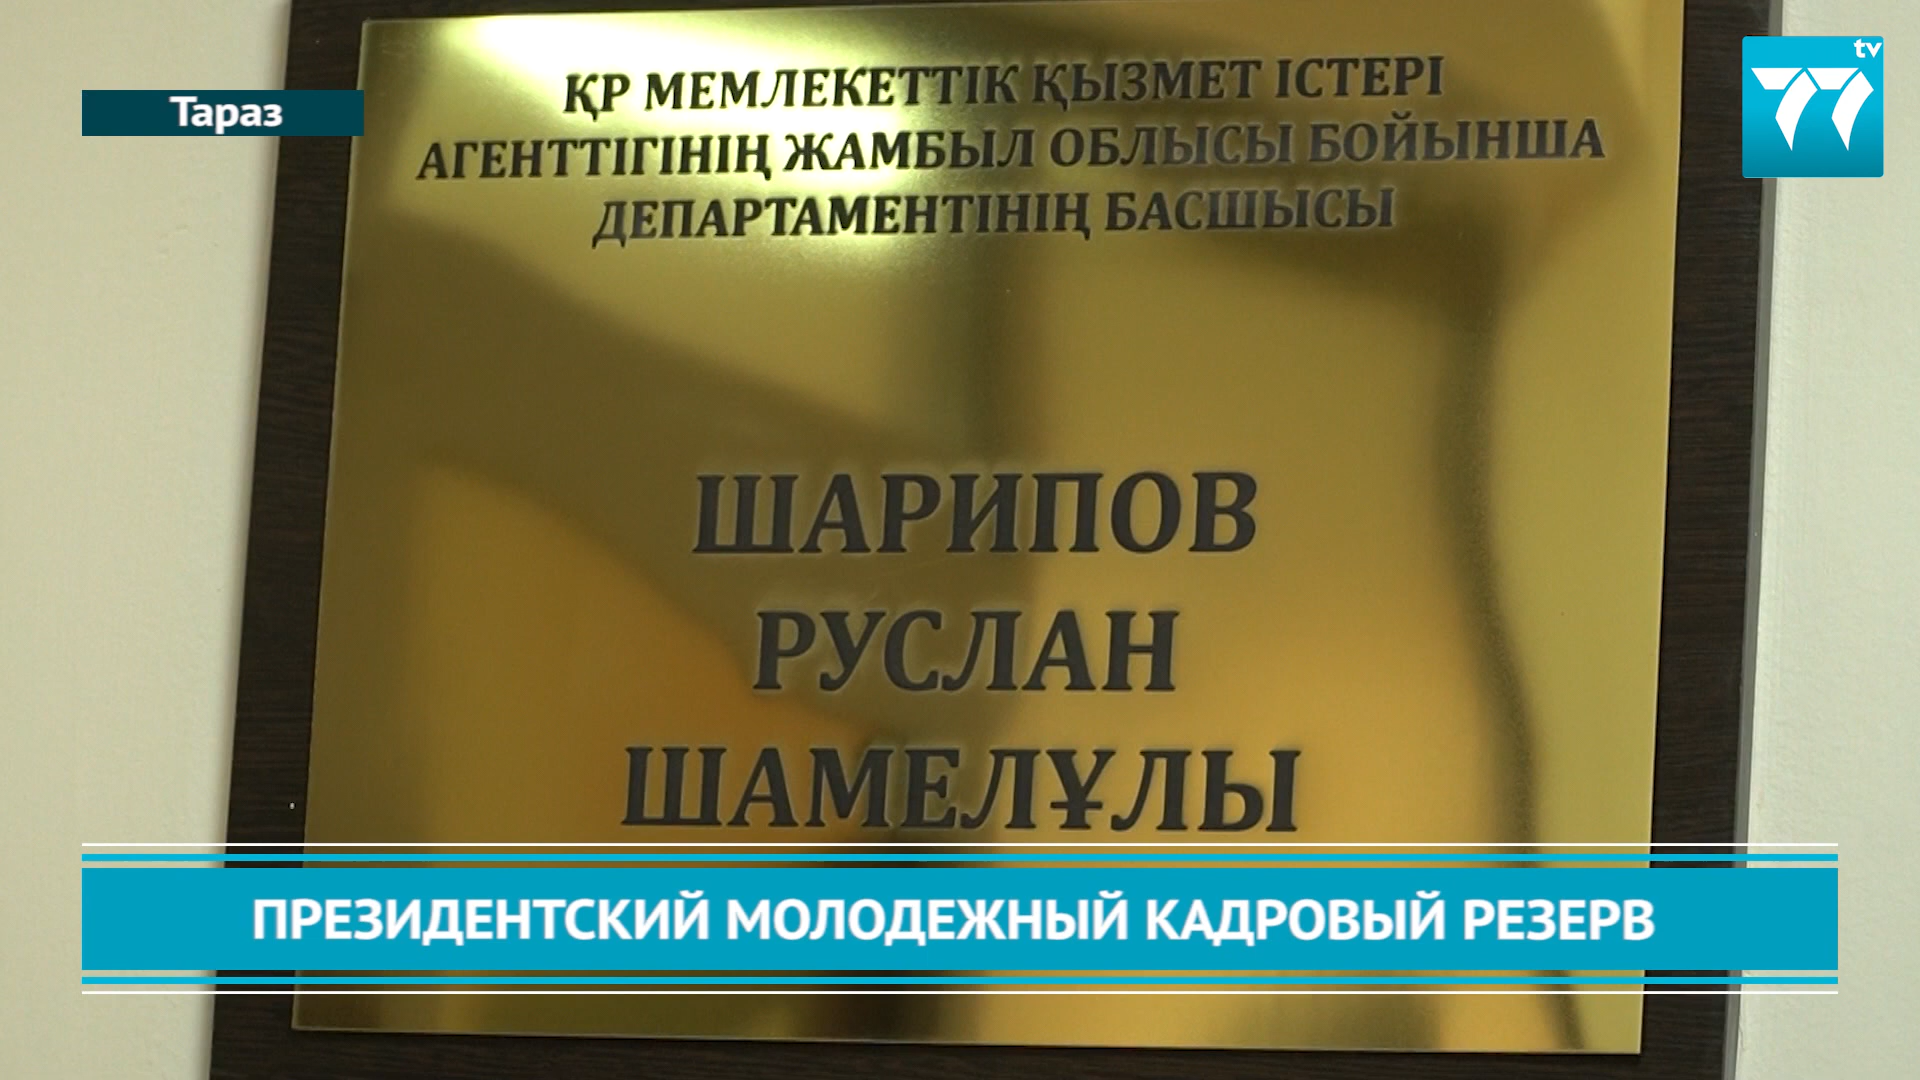 Тараз
77 tv
ҚР МЕМЛЕКЕТТІК ҚЫЗМЕТ ІСТЕРІ
АГЕНТТІГІНІҢ ЖАМБЫЛ ОБЛЫСЫ БОЙЫНША
ДЕПАРТАМЕНТІНІҢ БАСШЫСЫ
ШАРИПОВ
РУСЛАН
ШАМЕЛҰЛЫ
ПРЕЗИДЕНТСКИЙ МОЛОДЕЖНЫЙ КАДРОВЫЙ РЕЗЕРВ